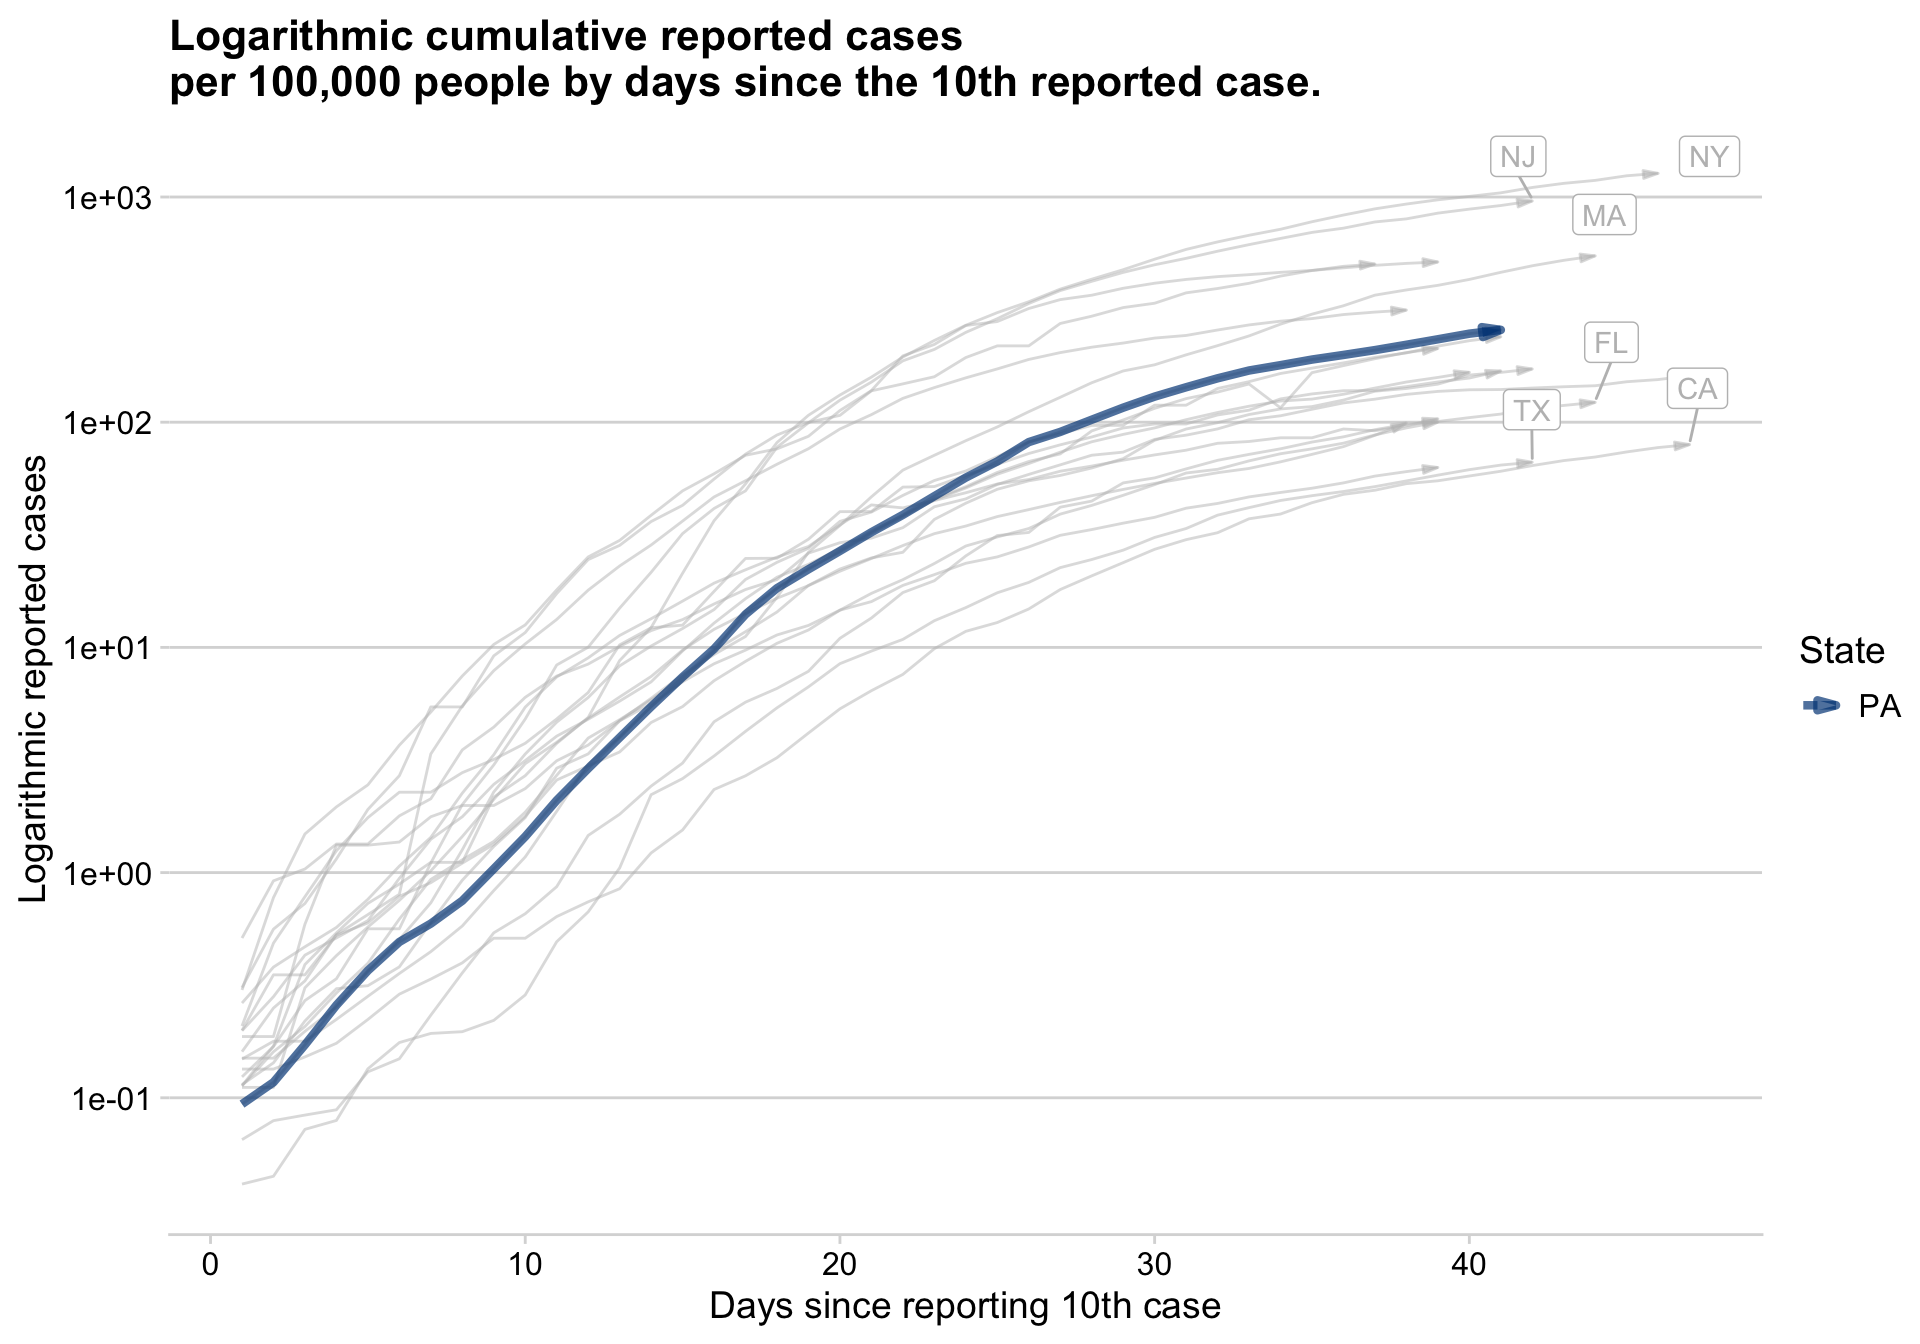 Logarithmic cumulative reported cases
per 100,000 people by days since the 10th reported case.
NJ
NY
MA
FL
CA
TX
1e+03
1e+02
1e+01
1e+00
1e-01
Logarithmic reported cases
0 10 20 30 40
Days since reporting 10th case
State
PA